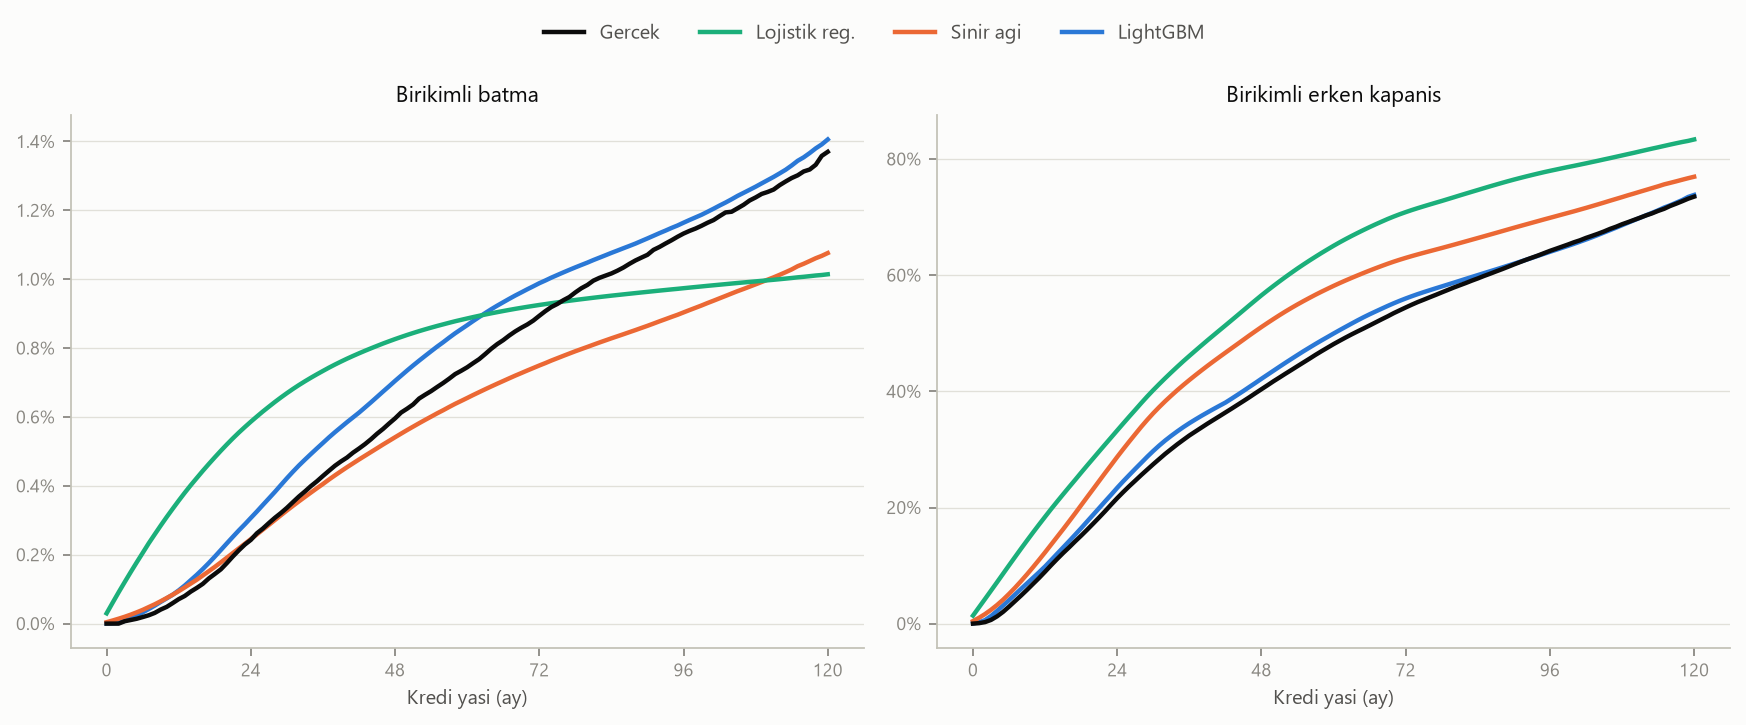 Gercek Lojistik reg. Sinir agi LightGBM
Birikimli batma
1.4%
1.2%
1.0%
0.8%
0.6%
0.4%
0.2%
0.0%
0 24 48 72 96 120
Kredi yasi (ay)
Birikimli erken kapanis
80%
60%
40%
20%
0%
0 24 48 72 96 120
Kredi yasi (ay)